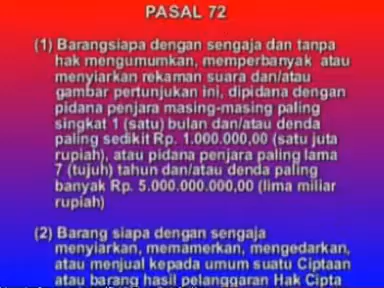 PASAL 72
(1) Barangsiapa dengan sengaja dan tanpa
hak mengumumkan, memperbanyak atau
menyiarkan rekaman suara dan/atau
gambar pertunjukan ini, dipidana dengan
pidana penjara masing-masing paling
singkat 1 (satu) bulan dan/atau denda
paling sedikit Rp. 1.000.000,00 (satu juta
rupiah), atau pidana penjara paling lama
7 (tujuh) tahun dan/atau denda paling
banyak Rp. 5.000.000.000,00 (lima miliar
rupiah)
(2) Barang siapa dengan sengaja
menyiarkan, memamerkan, mengedarkan,
atau menjual kepada umum suatu Ciptaan
atau barang hasil pelanggaran Hak Cipta